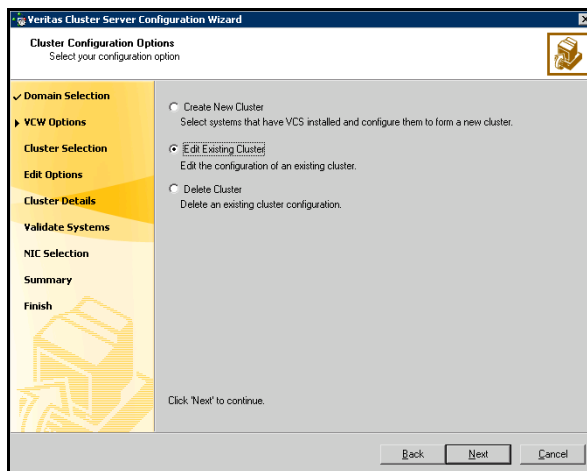 Veritas Cluster Server Configuration Wizard
Cluster Configuration Options
Select your configuration option
Domain Selection
VCW Options
Cluster Selection
Edit Options
Cluster Details
Validate Systems
NIC Selection
Summary
Finish
Create New Cluster
Select systems that have VCS installed and configure them to form a new cluster.
Edit Existing Cluster
Edit the configuration of an existing cluster.
Delete Cluster
Delete an existing cluster configuration.
Click 'Next' to continue.
Back Next Cancel